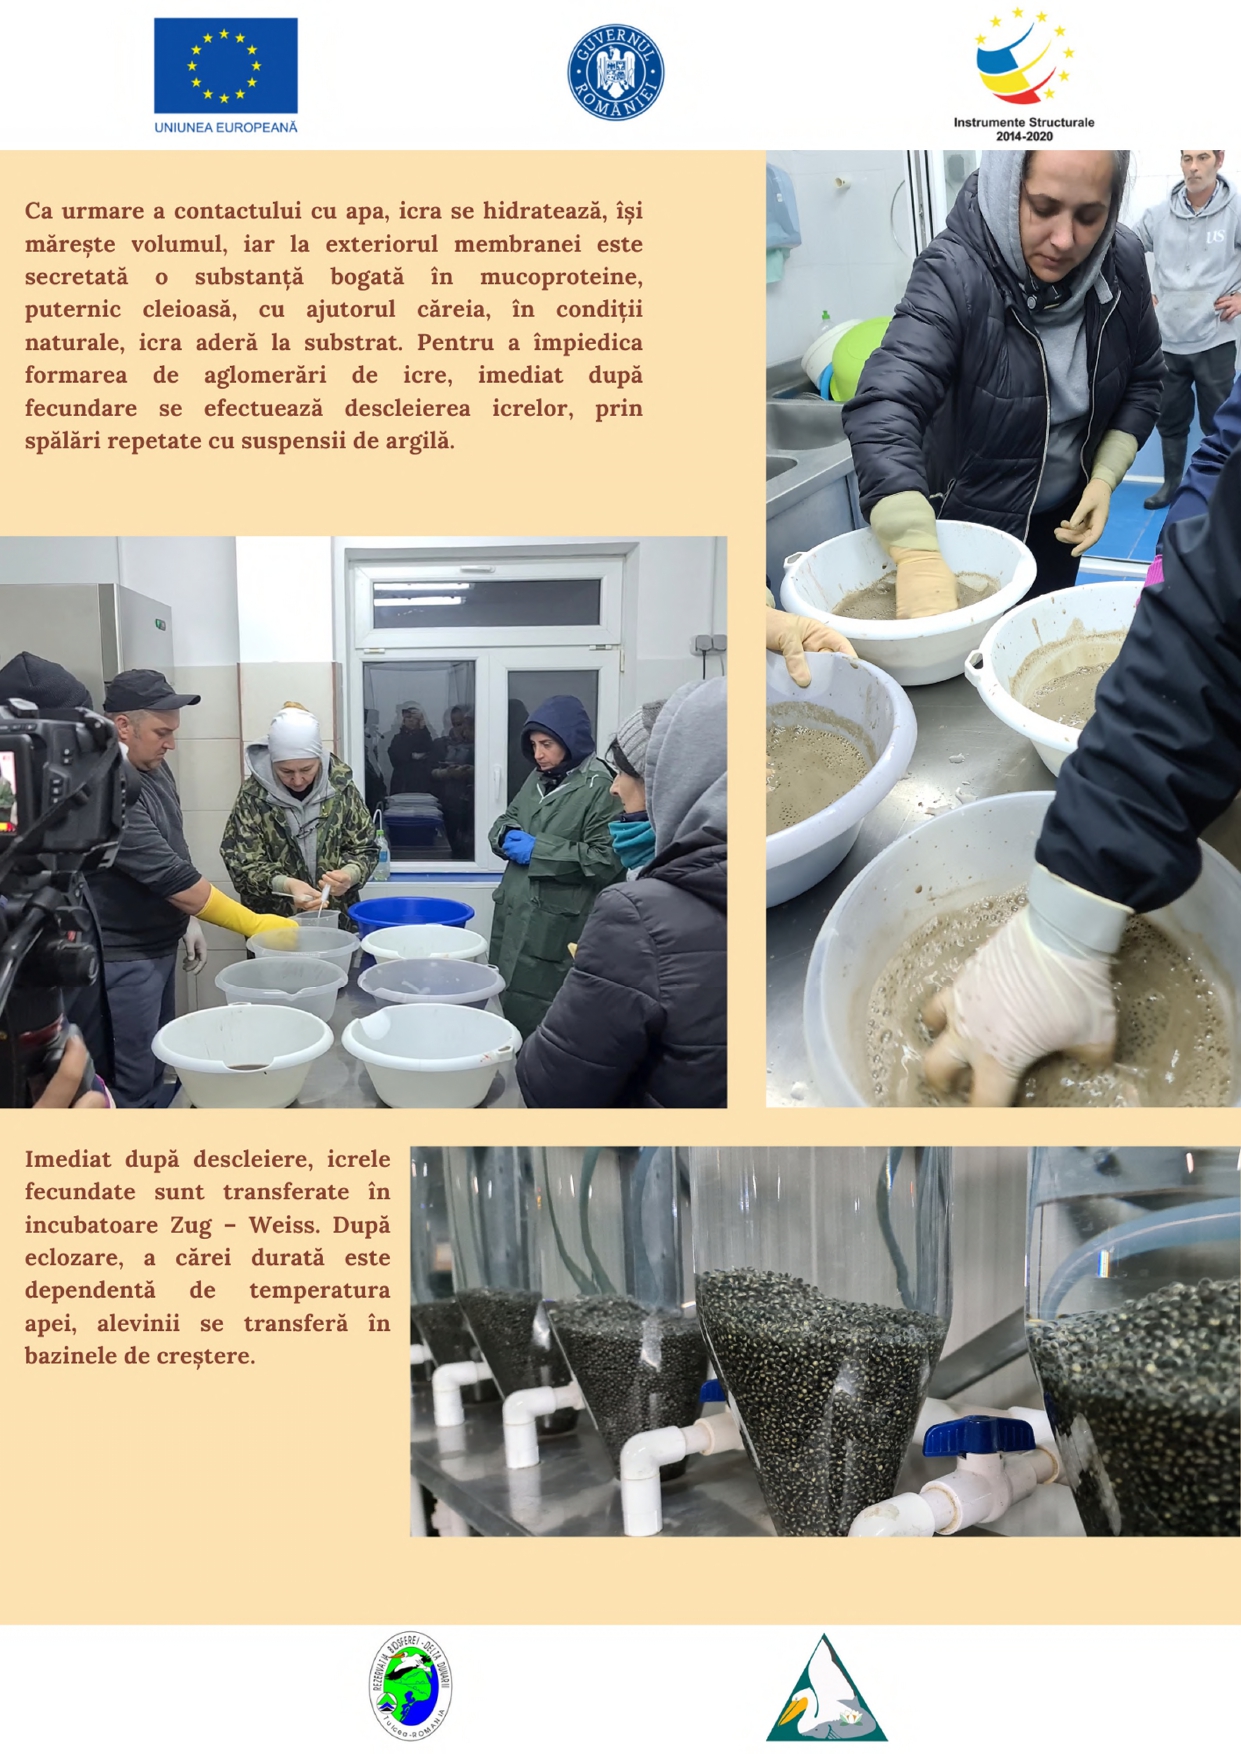 UNIUNEA EUROPEANĂ
GUVERNUL ROMÂNIEI
Instrumente Structurale
2014-2020
Ca urmare a contactului cu apa, icra se hidratează, își
mărește volumul, iar la exteriorul membranei este
secretată o substanță bogată în mucoproteine,
puternic cleioasă, cu ajutorul căreia, în condiții
naturale, icra aderă la substrat. Pentru a împiedica
formarea de aglomerări de icre, imediat după
fecundare se efectuează descleierea icrelor, prin
spălări repetate cu suspensii de argilă.
US
Imediat după descleiere, icrele
fecundate sunt transferate în
incubatoare Zug – Weiss. După
eclozare, a cărei durată este
dependentă de temperatura
apei, alevinii se transferă în
bazinele de creștere.
REZERVAȚIA BIOSFEREI - DELTA DUNĂRII
Tulcea-ROMANIA